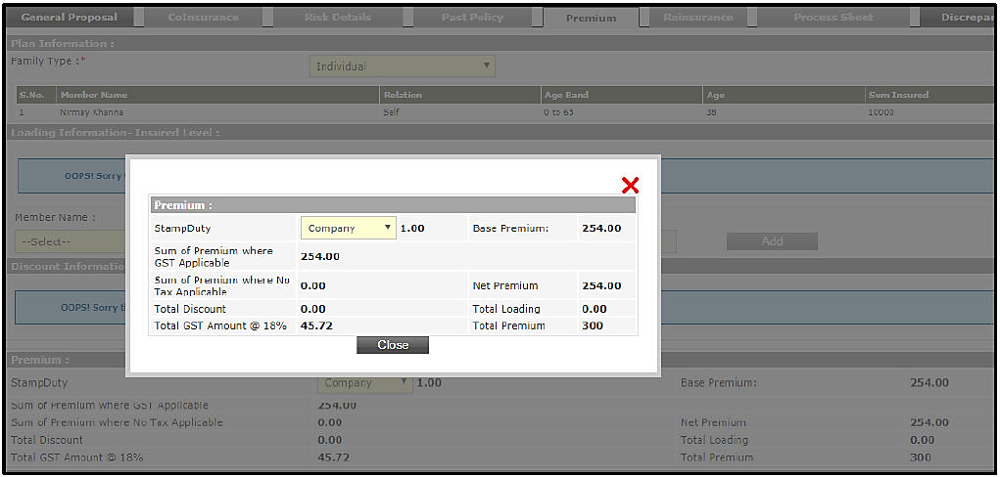 General Proposal CoInsurance Risk Details Past Policy Premium Reinsurance Process Sheet Discrepan
Plan Information :
Family Type :* Individual
S.No. Member Name Relation Age Band Age Sum Insured
1 Nirmay Khanna Self 0 to 65 38 10000
Loading Information- Insured Level :
OOPS! Sorry
Member Name :
--Select-- Add
Discount Informatio
OOPS! Sorry
Premium :
StampDuty Company 1.00 Base Premium: 254.00
Sum of Premium where
GST Applicable 254.00
Sum of Premium where No
Tax Applicable 0.00 Net Premium 254.00
Total Discount 0.00 Total Loading 0.00
Total GST Amount @ 18% 45.72 Total Premium 300
Close
Premium :
StampDuty Company 1.00 Base Premium: 254.00
Sum of Premium where GST Applicable 254.00
Sum of Premium where No Tax Applicable 0.00 Net Premium 254.00
Total Discount 0.00 Total Loading 0.00
Total GST Amount @ 18% 45.72 Total Premium 300